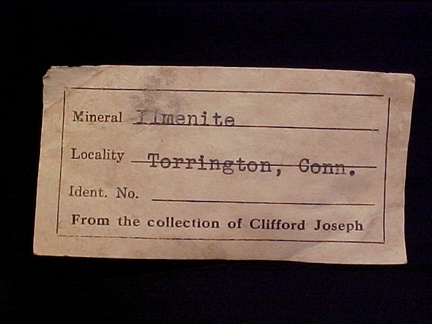 Mineral Ilmenite
Locality Torrington, Conn.
Ident. No.
From the collection of Clifford Joseph